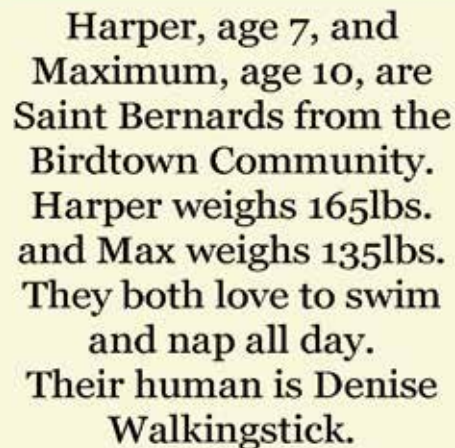 Harper, age 7, and
Maximum, age 10, are
Saint Bernards from the
Birdtown Community.
Harper weighs 165lbs.
and Max weighs 135lbs.
They both love to swim
and nap all day.
Their human is Denise
Walkingstick.